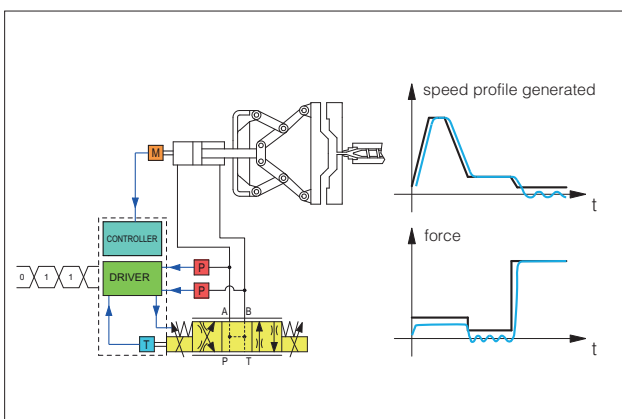 speed profile generated
t
M
CONTROLLER
DRIVER
0 1 1
P
P
A B
T
P T
force
t